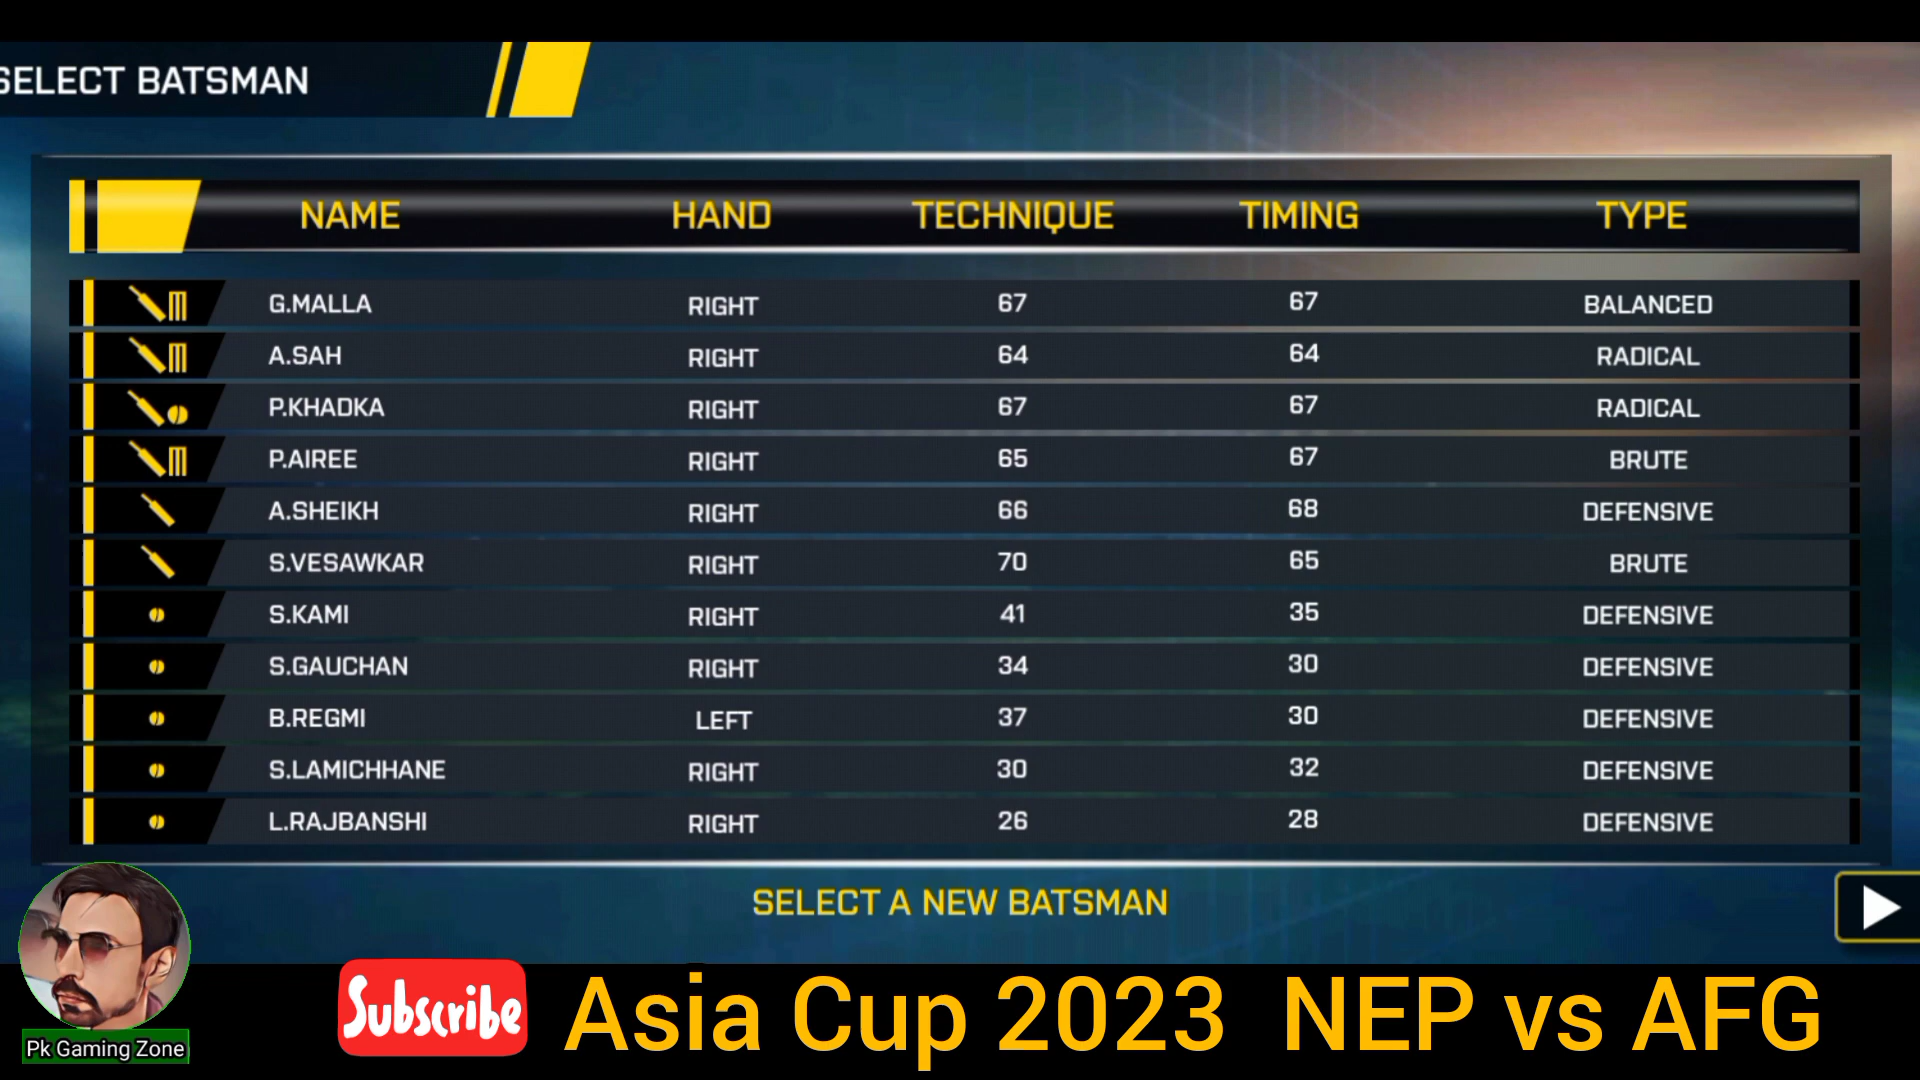 SELECT BATSMAN
NAME HAND TECHNIQUE TIMING TYPE
G.MALLA RIGHT 67 67 BALANCED
A.SAH RIGHT 64 64 RADICAL
P.KHADKA RIGHT 67 67 RADICAL
P.AIREE RIGHT 65 67 BRUTE
A.SHEIKH RIGHT 66 68 DEFENSIVE
S.VESAWKAR RIGHT 70 65 BRUTE
S.KAMI RIGHT 41 35 DEFENSIVE
S.GAUCHAN RIGHT 34 30 DEFENSIVE
B.REGMI LEFT 37 30 DEFENSIVE
S.LAMICHHANE RIGHT 30 32 DEFENSIVE
L.RAJBANSHI RIGHT 26 28 DEFENSIVE
SELECT A NEW BATSMAN
Subscribe Asia Cup 2023 NEP vs AFG
Pk Gaming Zone